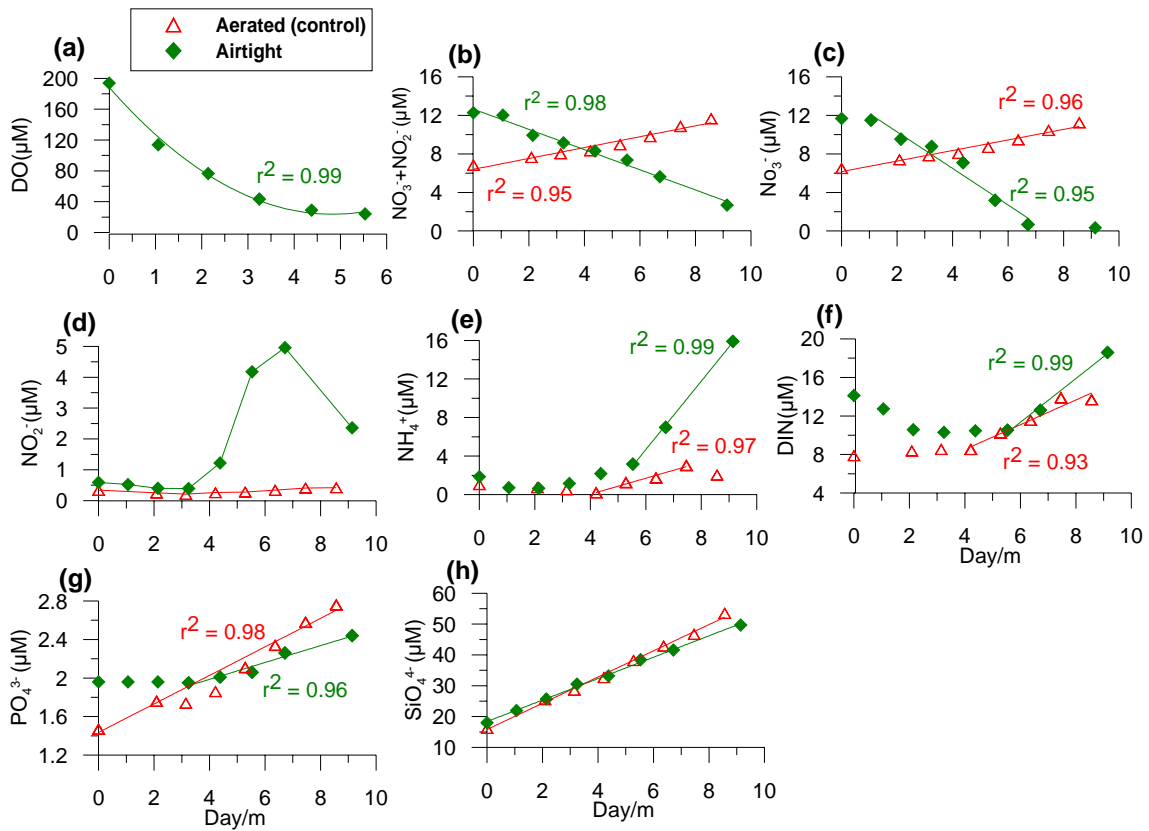 Aerated (control)
Airtight
(a)
200
160
120
80
40
0
DO(µM)
r² = 0.99
0 1 2 3 4 5 6
(b)
16
12
8
4
0
NO₃⁻+NO₂⁻(µM)
r² = 0.98
r² = 0.95
0 2 4 6 8 10
(c)
16
12
8
4
0
No₃⁻(µM)
r² = 0.96
r² = 0.95
0 2 4 6 8 10
(d)
5
4
3
2
1
0
NO₂⁻(µM)
0 2 4 6 8 10
(e)
16
12
8
4
0
NH₄⁺(µM)
r² = 0.99
r² = 0.97
0 2 4 6 8 10
(f)
20
16
12
8
4
DIN(µM)
r² = 0.99
r² = 0.93
0 2 4 6 8 10
Day/m
(g)
2.8
2.4
2
1.6
1.2
PO₄³⁻(µM)
r² = 0.98
r² = 0.96
0 2 4 6 8 10
Day/m
(h)
60
50
40
30
20
10
SiO₄⁴⁻(µM)
0 2 4 6 8 10
Day/m